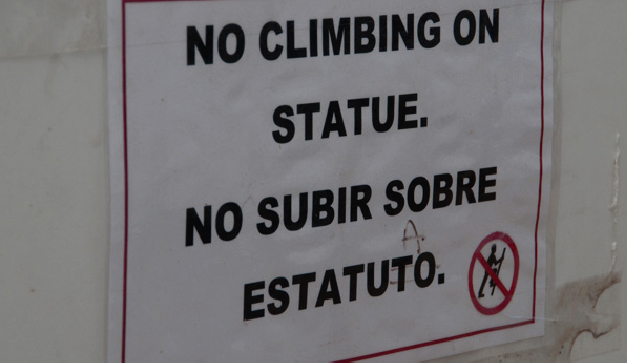 NO CLIMBING ON
STATUE.
NO SUBIR SOBRE
A
ESTATUTO.